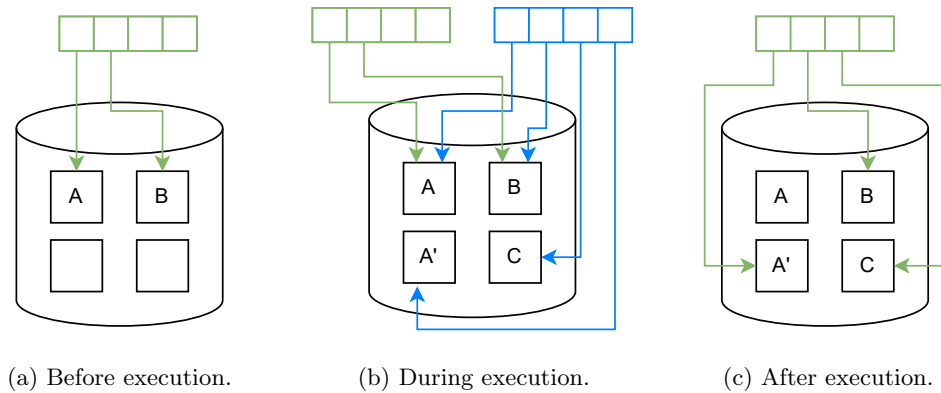 A B
A B
A' C
A B
A' C
(a) Before execution.
(b) During execution.
(c) After execution.